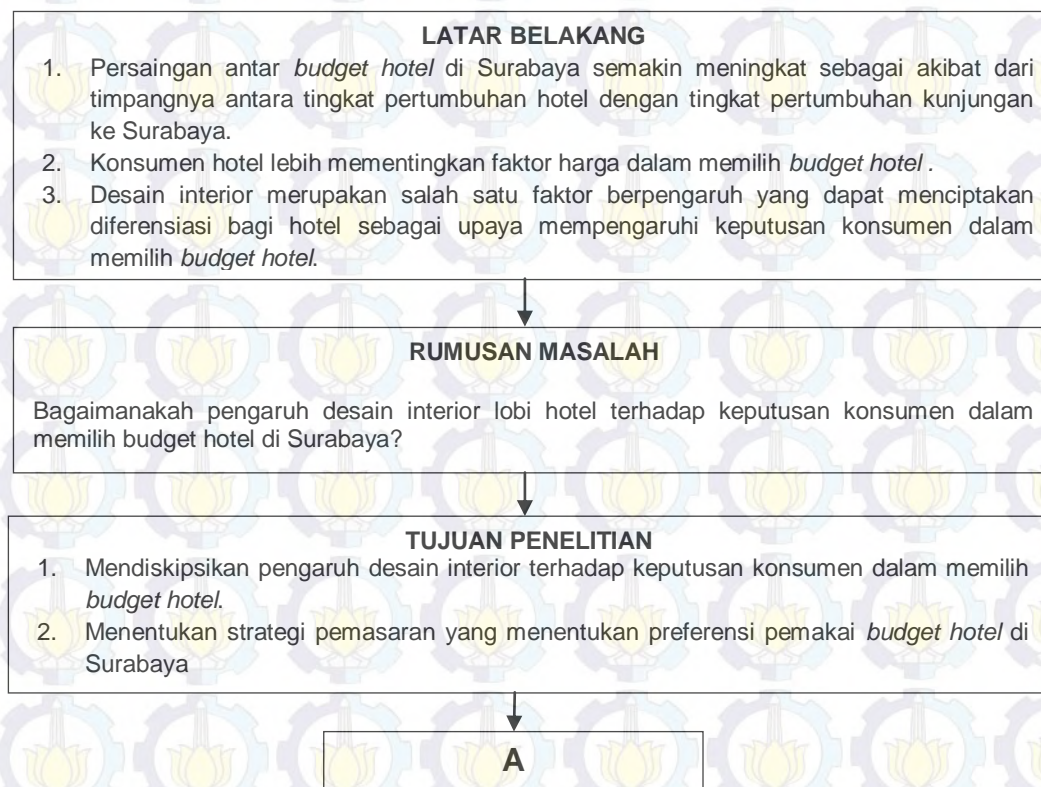 LATAR BELAKANG
1. Persaingan antar budget hotel di Surabaya semakin meningkat sebagai akibat dari
timpangnya antara tingkat pertumbuhan hotel dengan tingkat pertumbuhan kunjungan
ke Surabaya.
2. Konsumen hotel lebih mementingkan faktor harga dalam memilih budget hotel .
3. Desain interior merupakan salah satu faktor berpengaruh yang dapat menciptakan
diferensiasi bagi hotel sebagai upaya mempengaruhi keputusan konsumen dalam
memilih budget hotel.
RUMUSAN MASALAH
Bagaimanakah pengaruh desain interior lobi hotel terhadap keputusan konsumen dalam
memilih budget hotel di Surabaya?
TUJUAN PENELITIAN
1. Mendiskipsikan pengaruh desain interior terhadap keputusan konsumen dalam memilih
budget hotel.
2. Menentukan strategi pemasaran yang menentukan preferensi pemakai budget hotel di
Surabaya
A